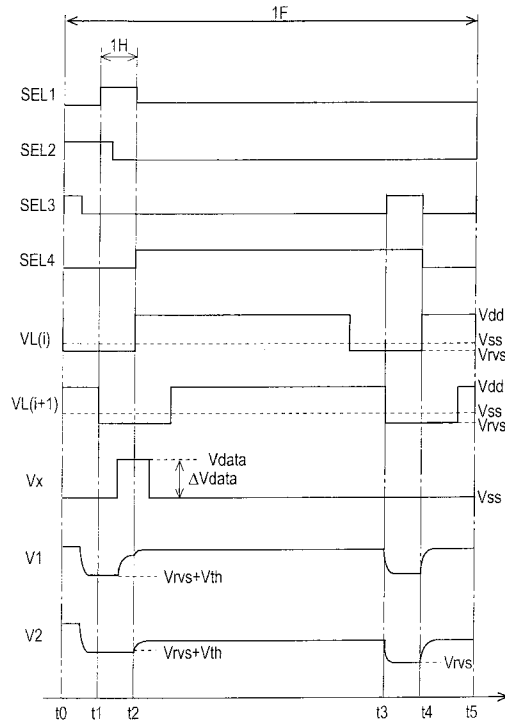 1F
1H
SEL1
SEL2
SEL3
SEL4
VL(i)
Vdd
Vss
Vrvs
VL(i+1)
Vdd
Vss
Vrvs
Vx
Vdata
ΔVdata
Vss
V1
Vrvs+Vth
V2
Vrvs+Vth
Vrvs
t0 t1 t2 t3 t4 t5